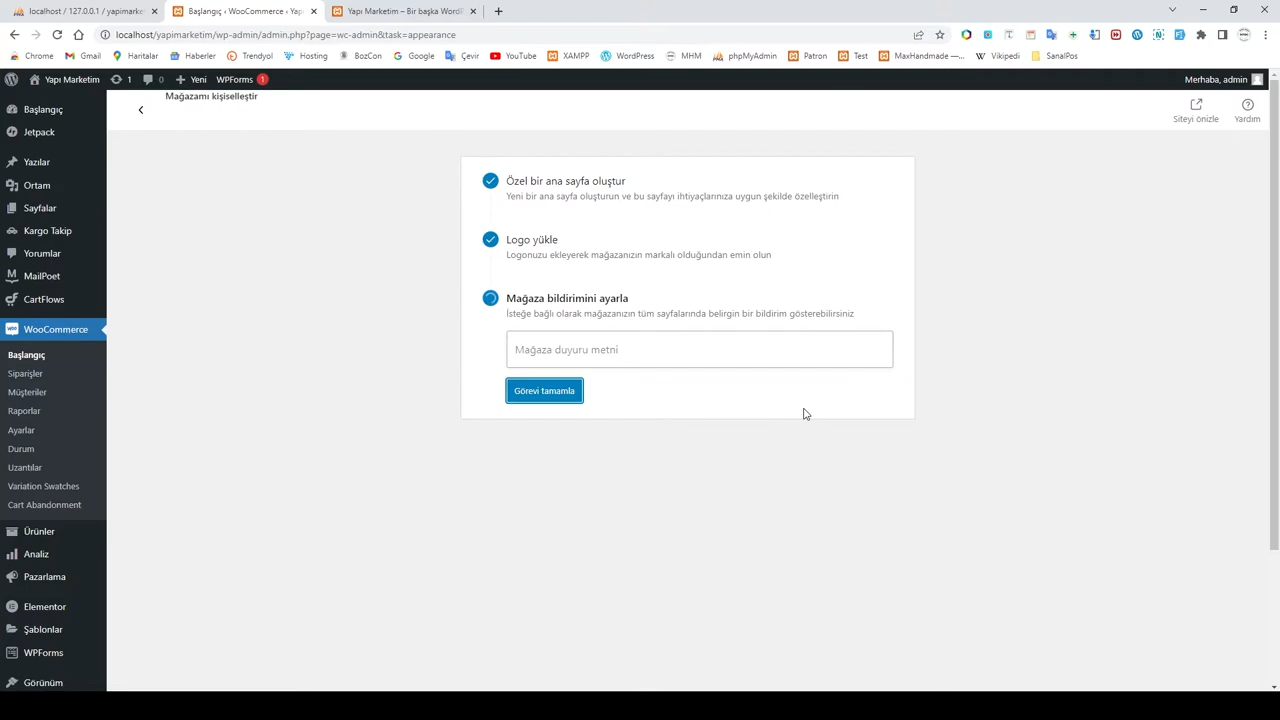 localhost / 127.0.0.1 / yapimarket
Başlangıç ‹ WooCommerce ‹ Yap
Yapı Marketim – Bir başka WordP
localhost/yapimarketim/wp-admin/admin.php?page=wc-admin&task=appearance
Chrome
Gmail
Haritalar
Haberler
Trendyol
Hosting
BozCon
Google
Çevir
YouTube
XAMPP
WordPress
MHM
phpMyAdmin
Patron
Test
MaxHandmade —...
Vikipedi
SanalPos
Yapı Marketim
1
0
Yeni
WPForms
1
Merhaba, admin
Başlangıç
Jetpack
Yazılar
Ortam
Sayfalar
Kargo Takip
Yorumlar
MailPoet
CartFlows
WooCommerce
Başlangıç
Siparişler
Müşteriler
Raporlar
Ayarlar
Durum
Uzantılar
Variation Swatches
Cart Abandonment
Ürünler
Analiz
Pazarlama
Elementor
Şablonlar
WPForms
Görünüm
Mağazamı kişiselleştir
Siteyi önizle
Yardım
Özel bir ana sayfa oluştur
Yeni bir ana sayfa oluşturun ve bu sayfayı ihtiyaçlarınıza uygun şekilde özelleştirin
Logo yükle
Logonuzu ekleyerek mağazanızın markalı olduğundan emin olun
Mağaza bildirimini ayarla
İsteğe bağlı olarak mağazanızın tüm sayfalarında belirgin bir bildirim gösterebilirsiniz
Mağaza duyuru metni
Görevi tamamla